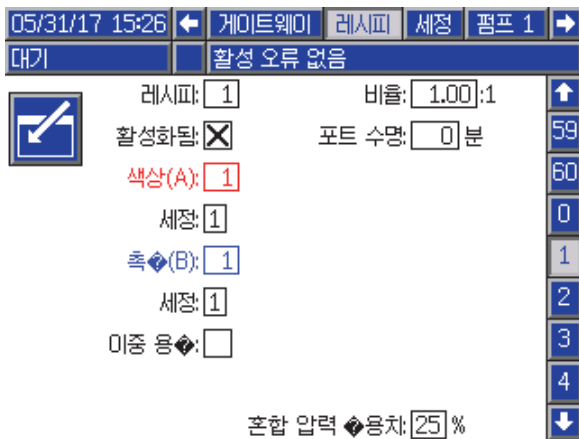 05/31/17 15:26 게이트웨이 레시피 세정 펌프 1
대기 활성 오류 없음
레시피: 1 비율: 1.00 :1
활성화됨: 포트 수명: 0 분
색상(A): 1
세정: 1
촉�(B): 1
세정: 1
이중 용�:
혼합 압력 �용치: 25 %
59
60
0
1
2
3
4